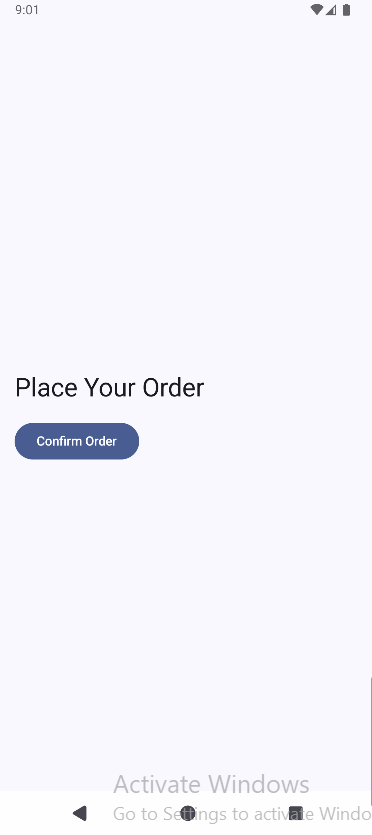 9:01
Place Your Order
Confirm Order
Activate Windows
Go to Settings to activate Windo